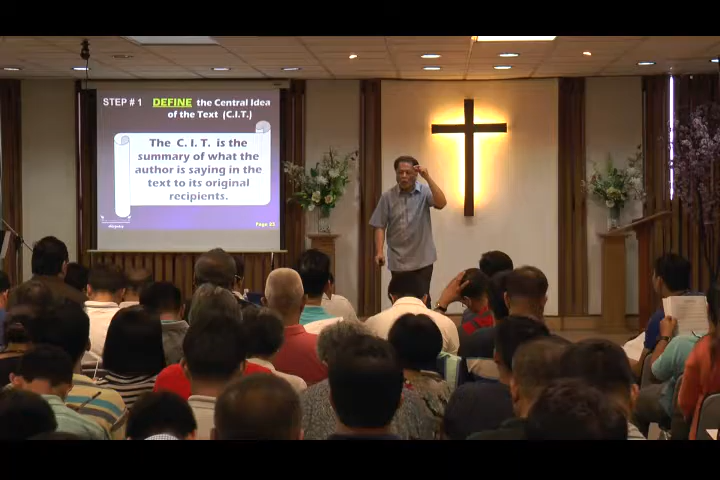 STEP # 1 DEFINE the Central Idea
of the Text (C.I.T.)
The C. I. T. is the
summary of what the
author is saying in the
text to its original
recipients.
Page 25